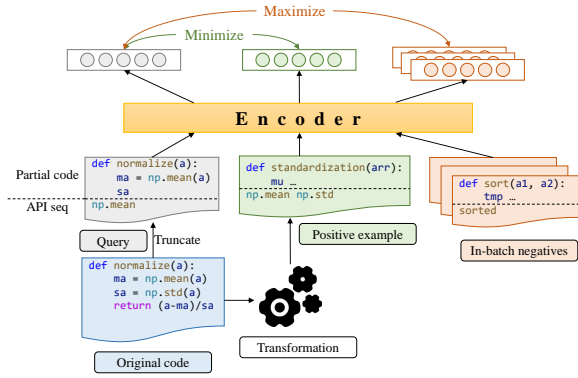 Maximize
Minimize
Encoder
Partial code
API seq
def normalize(a):
ma = np.mean(a)
sa
np.mean
def standardization(arr):
mu …
np.mean np.std
def sort(a1, a2):
tmp …
sorted
Query
Truncate
Positive example
In-batch negatives
def normalize(a):
ma = np.mean(a)
sa = np.std(a)
return (a-ma)/sa
Original code
Transformation